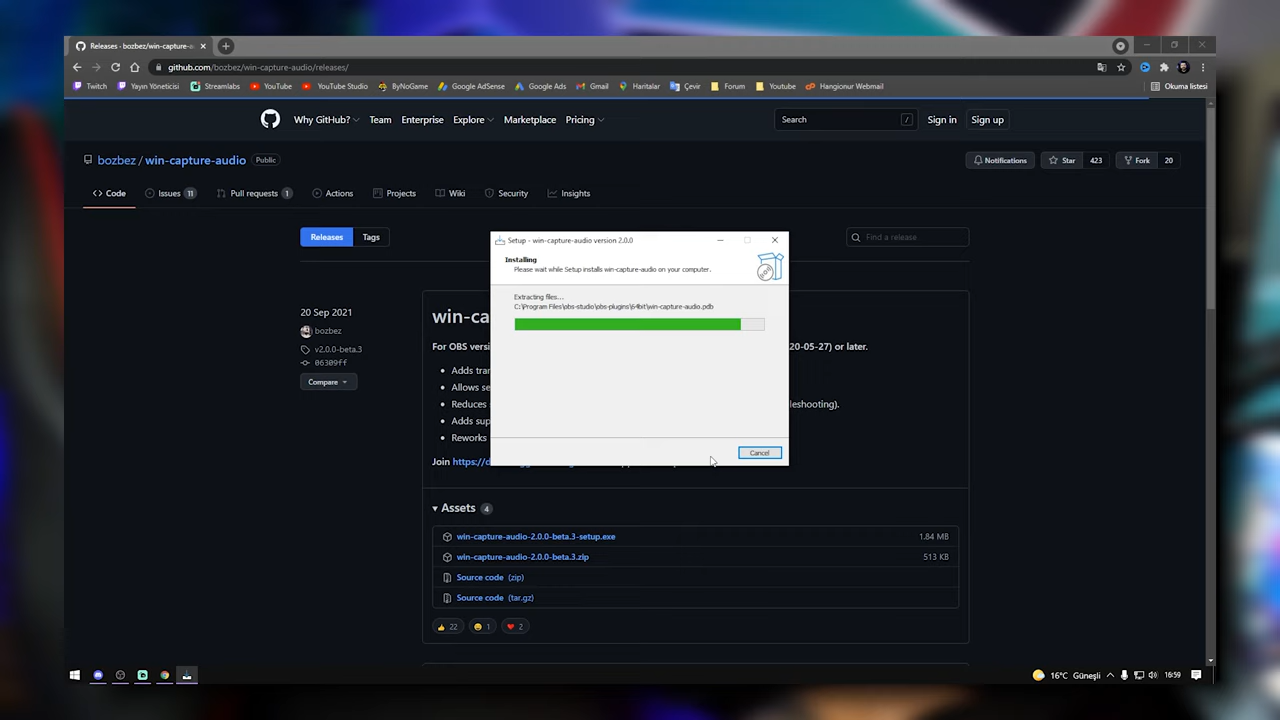 Releases · bozbez/win-capture-a
github.com/bozbez/win-capture-audio/releases/
Twitch Yayın Yöneticisi Streamlabs YouTube YouTube Studio ByNoGame Google AdSense Google Ads Gmail Haritalar Çevir Forum Youtube Hangionur Webmail Okuma listesi
Why GitHub? Team Enterprise Explore Marketplace Pricing Search / Sign in Sign up
bozbez / win-capture-audio Public Notifications Star 423 Fork 20
Code Issues 11 Pull requests 1 Actions Projects Wiki Security Insights
Releases Tags Find a release
Setup - win-capture-audio version 2.0.0
Installing
Please wait while Setup installs win-capture-audio on your computer.
Extracting files...
C:\Program Files\obs-studio\obs-plugins\64bit\win-capture-audio.pdb
Cancel
20 Sep 2021
bozbez
v2.0.0-beta.3
06309ff
Compare
win-ca
For OBS versi 20-05-27) or later.
Adds tran
Allows se
Reduces leshooting).
Adds sup
Reworks
Join https://d
Assets 4
win-capture-audio-2.0.0-beta.3-setup.exe 1.84 MB
win-capture-audio-2.0.0-beta.3.zip 513 KB
Source code (zip)
Source code (tar.gz)
22 1 2
16°C Güneşli 16:59